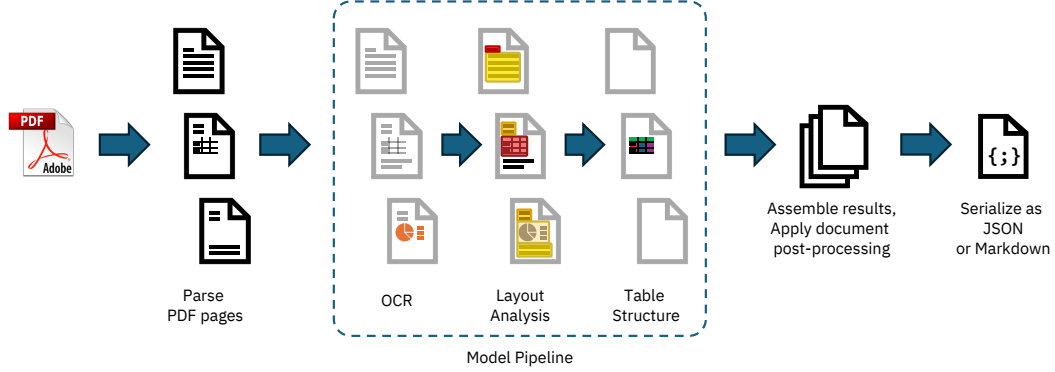 PDF
Adobe
{;}
Parse
PDF pages
OCR
Layout
Analysis
Table
Structure
Model Pipeline
Assemble results,
Apply document
post-processing
Serialize as
JSON
or Markdown